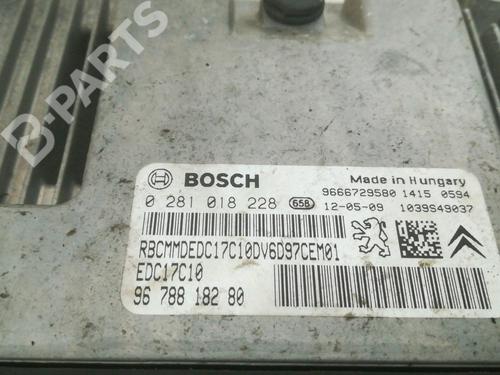 B-PARTS
BOSCH
Made in Hungary
9666729580 1415 0594
0 281 018 228 658 12-05-09 1039S49037
RBCMMDEDC17C10DV6D97CEM01
EDC17C10
96 788 182 80